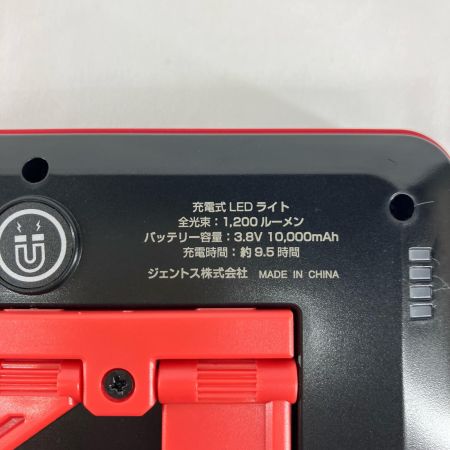 充電式 LED ライト
全光束：1,200 ルーメン
バッテリー容量：3.8V 10,000mAh
充電時間：約 9.5 時間
ジェントス株式会社 MADE IN CHINA